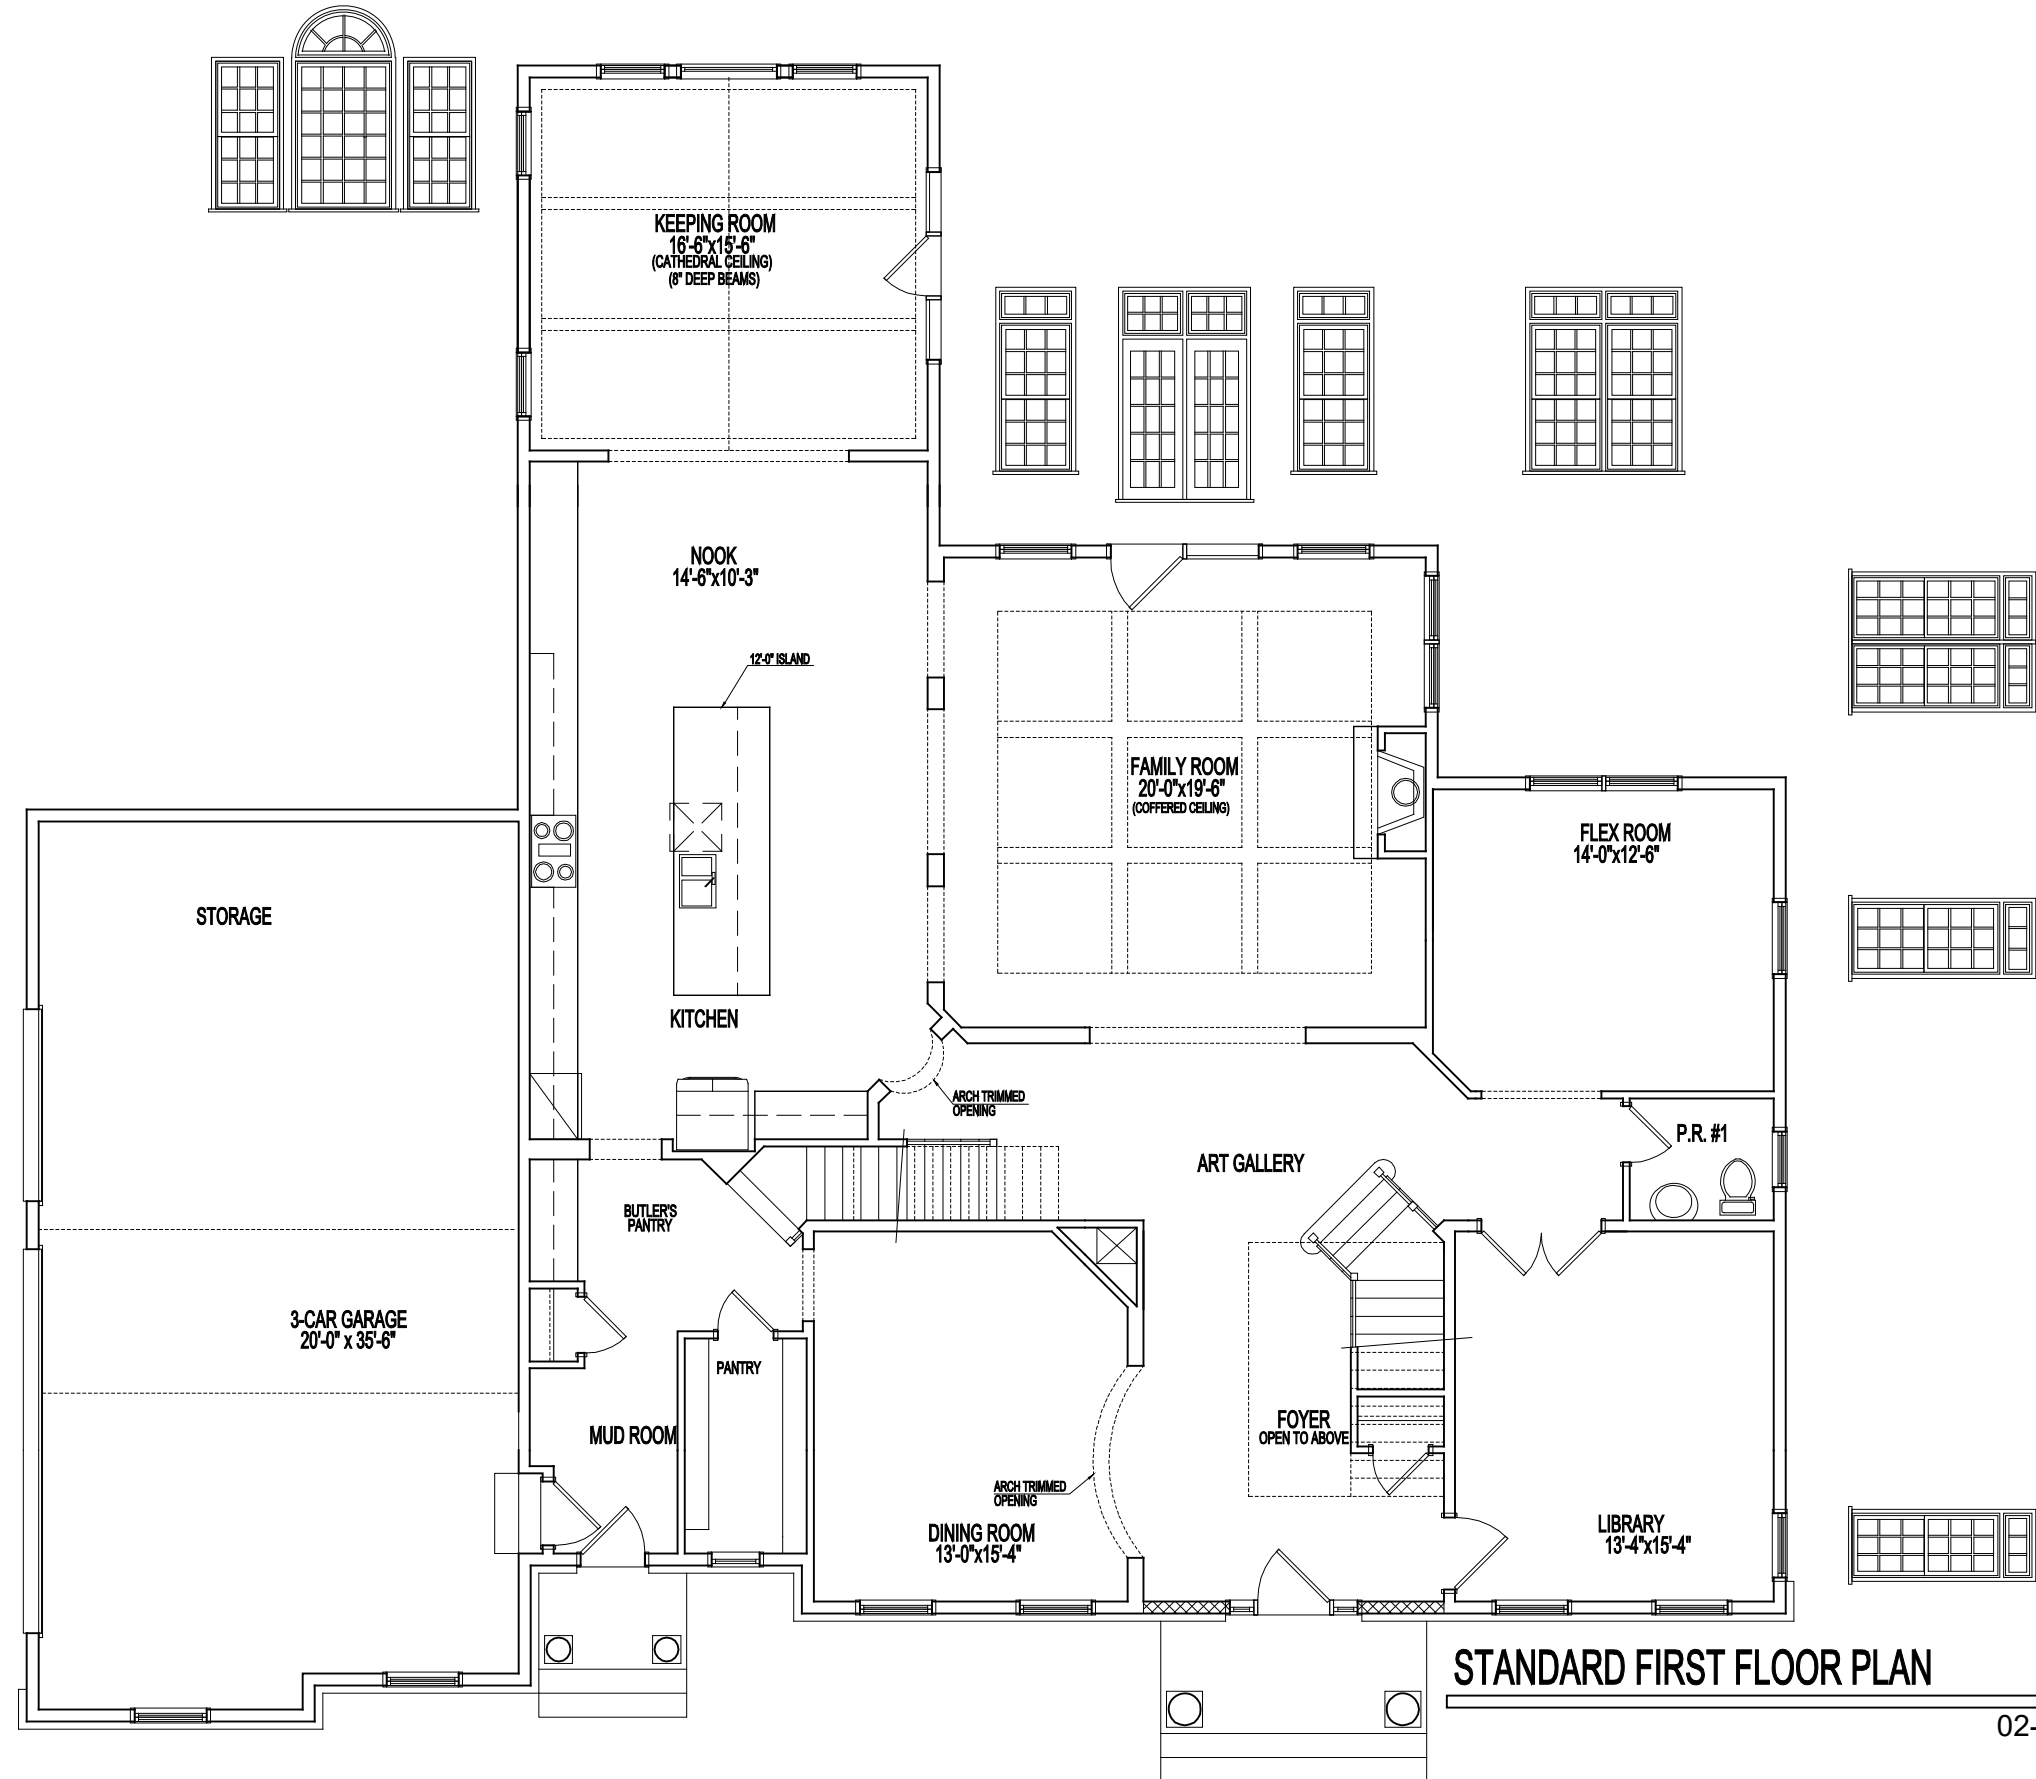 KEEPING ROOM
16'-6"x15'-6"
(CATHEDRAL CEILING)
(8" DEEP BEAMS)
NOOK
14'-6"x10'-3"
12'-0" ISLAND
FAMILY ROOM
20'-0"x19'-6"
(COFFERED CEILING)
FLEX ROOM
14'-0"x12'-6"
STORAGE
KITCHEN
ARCH TRIMMED
OPENING
P.R. #1
ART GALLERY
BUTLER'S
PANTRY
3-CAR GARAGE
20'-0" x 35'-6"
PANTRY
MUD ROOM
FOYER
OPEN TO ABOVE
ARCH TRIMMED
OPENING
DINING ROOM
13'-0"x15'-4"
LIBRARY
13'-4"x15'-4"
STANDARD FIRST FLOOR PLAN
02-